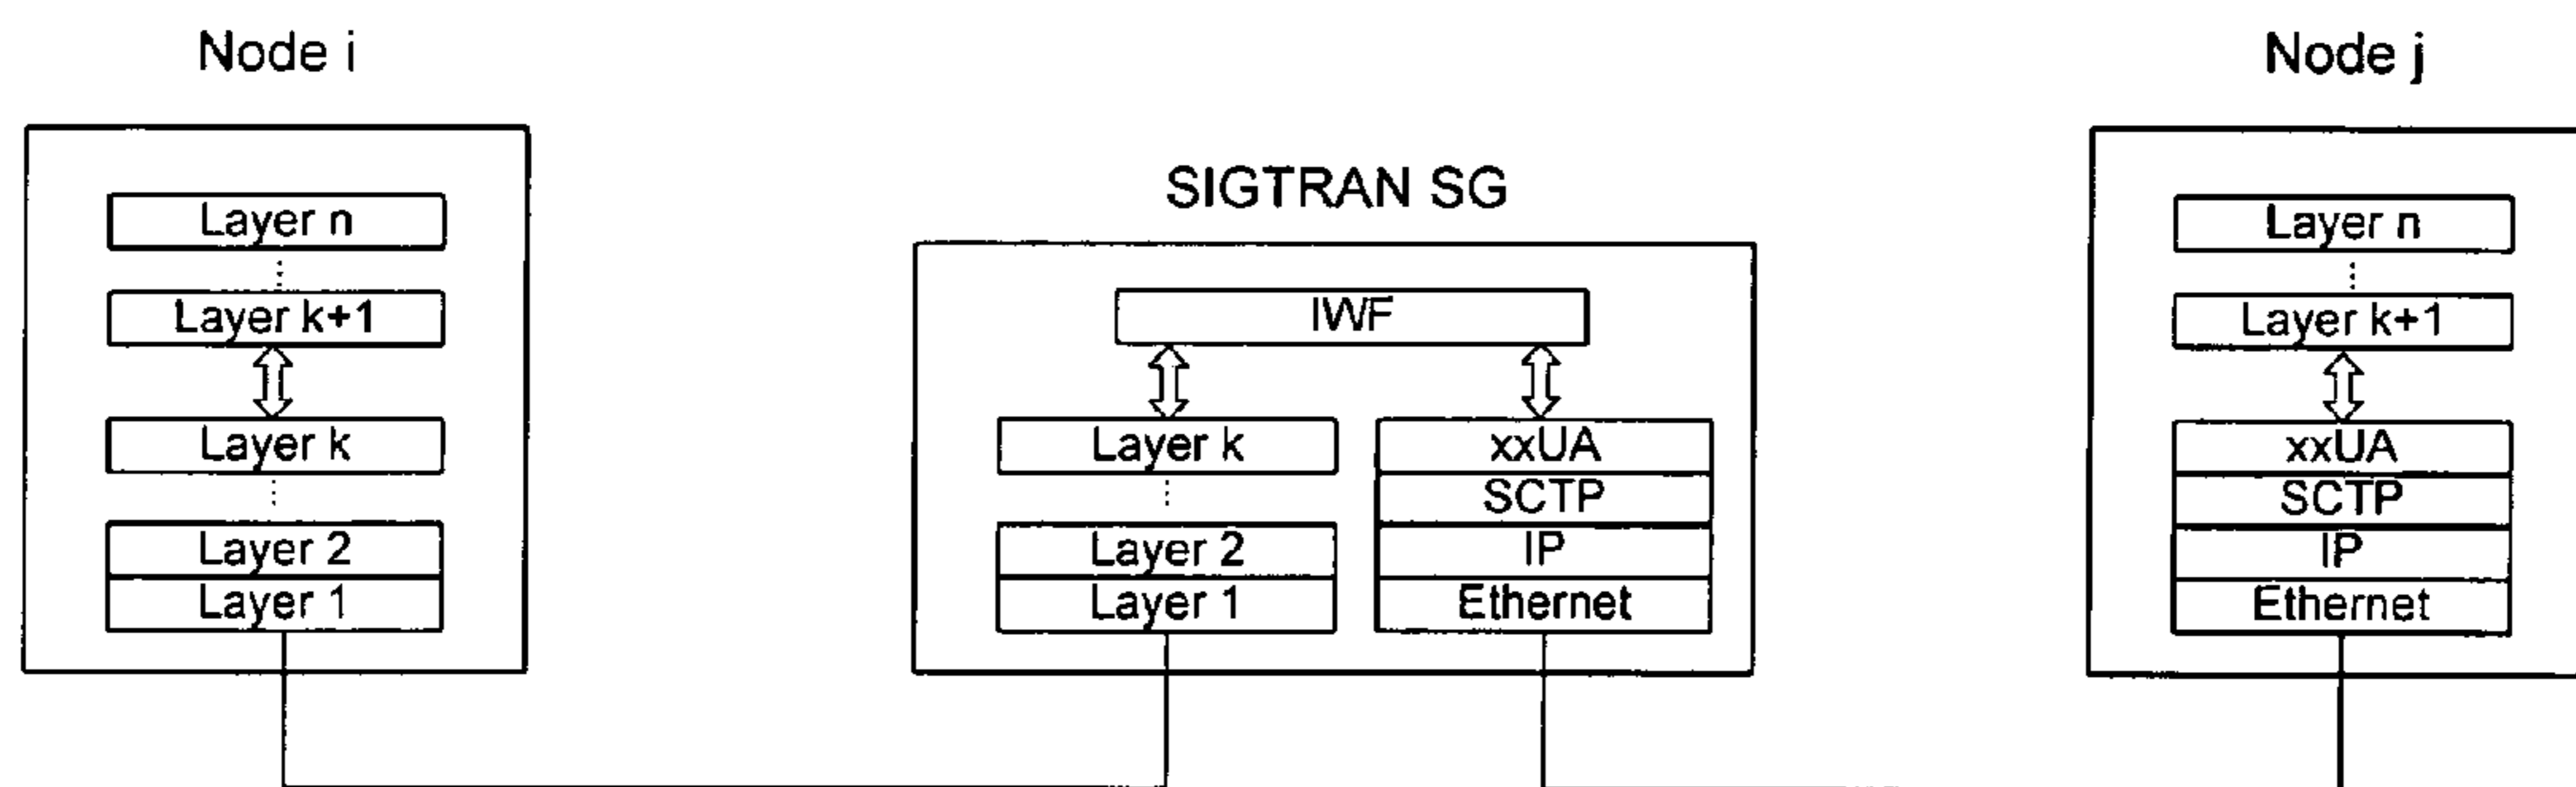 Node i
Layer n
Layer k+1
Layer k
Layer 2
Layer 1
SIGTRAN SG
IWF
Layer k
Layer 2
Layer 1
xxUA
SCTP
IP
Ethernet
Node j
Layer n
Layer k+1
xxUA
SCTP
IP
Ethernet